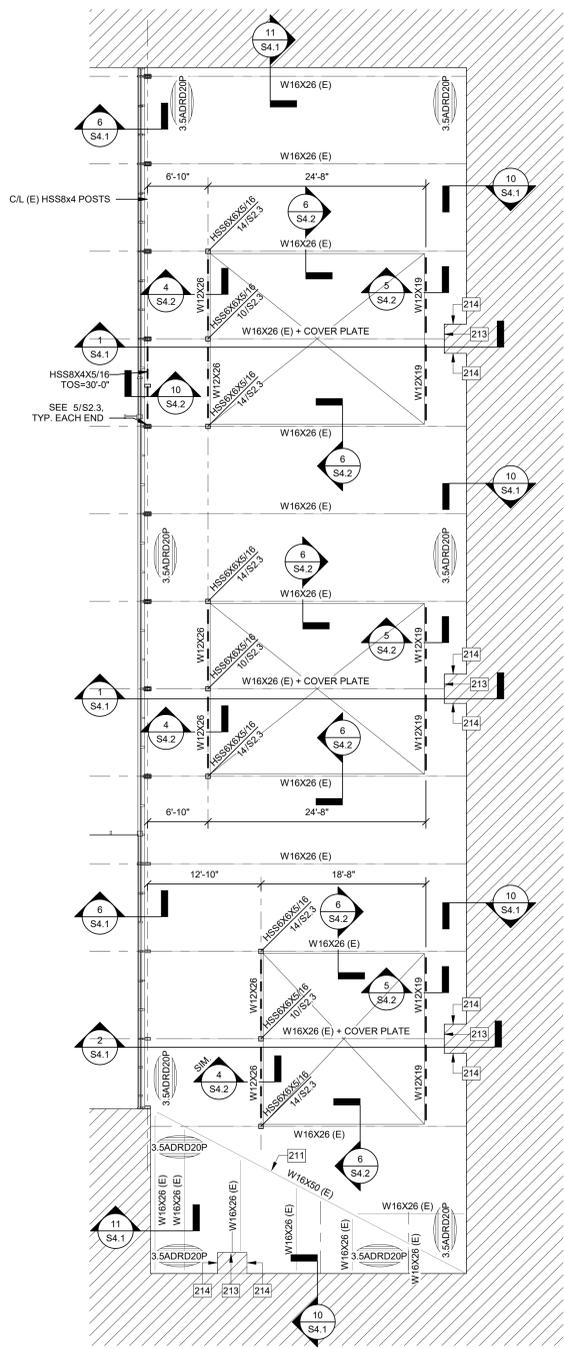 11
S4.1
W16X26 (E)
3.5ADRD20P
3.5ADRD20P
6
S4.1
W16X26 (E)
6'-10"
24'-8"
C/L (E) HSS8x4 POSTS
10
S4.1
6
S4.2
HSS6X6X5/16
14/S2.3
W16X26 (E)
4
S4.2
W12X26
5
S4.2
W12X19
214
HSS6X6X5/16
10/S2.3
W16X26 (E) + COVER PLATE
213
1
S4.1
214
HSS8X4X5/16
TOS=30'-0"
10
S4.2
W12X26
HSS6X6X5/16
14/S2.3
W12X19
SEE 5/S2.3,
TYP. EACH END
W16X26 (E)
6
S4.2
10
S4.1
W16X26 (E)
3.5ADRD20P
3.5ADRD20P
6
S4.2
HSS6X6X5/16
14/S2.3
W16X26 (E)
W12X26
5
S4.2
W12X19
HSS6X6X5/16
10/S2.3
214
W16X26 (E) + COVER PLATE
213
1
S4.1
214
4
S4.2
W12X26
HSS6X6X5/16
14/S2.3
6
S4.2
W12X19
W16X26 (E)
6'-10"
24'-8"
W16X26 (E)
12'-10"
18'-8"
6
S4.1
10
S4.1
HSS6X6X5/16
14/S2.3
6
S4.2
W16X26 (E)
W12X26
5
S4.2
W12X19
HSS6X6X5/16
10/S2.3
214
W16X26 (E) + COVER PLATE
213
2
S4.1
214
SIM.
4
S4.2
W12X26
HSS6X6X5/16
14/S2.3
W12X19
3.5ADRD20P
W16X26 (E)
6
S4.2
3.5ADRD20P
211
W16X50 (E)
W16X26 (E)
W16X26 (E)
W16X26 (E)
W16X26 (E)
3.5ADRD20P
11
S4.1
W16X26 (E)
W16X26 (E)
W16X26 (E)
3.5ADRD20P
3.5ADRD20P
214
213
214
10
S4.1